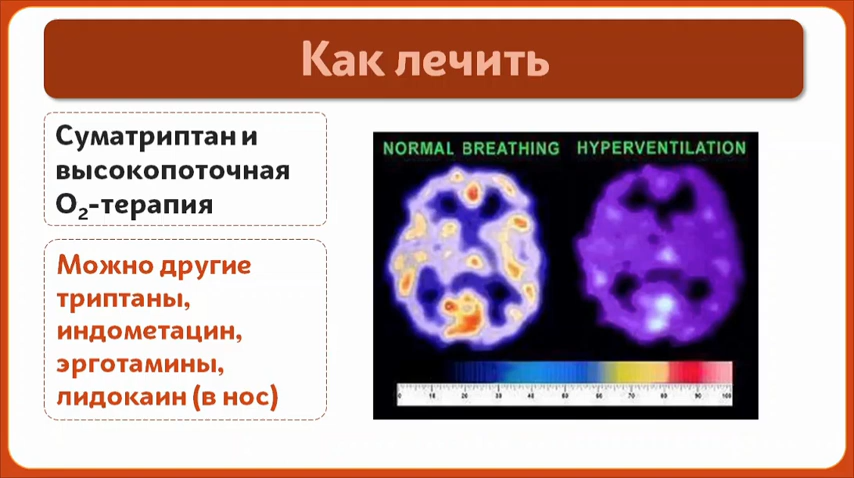 Как лечить
Суматриптан и
высокопоточная
O₂-терапия
Можно другие
триптаны,
индометацин,
эрготамины,
лидокаин (в нос)
NORMAL BREATHING HYPERVENTILATION
0 10 20 30 40 50 60 70 80 90 100